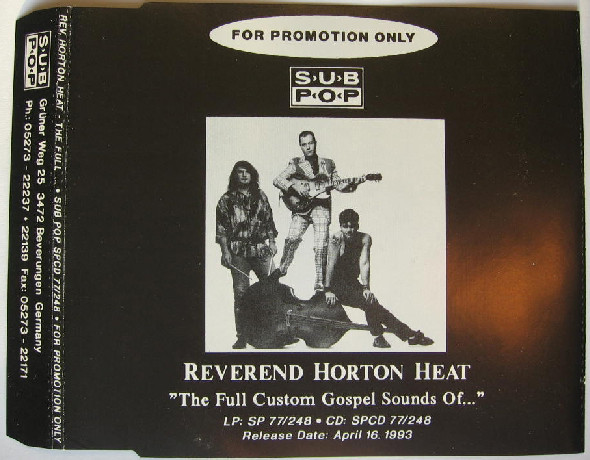 FOR PROMOTION ONLY
SUB
POP
REVEREND HORTON HEAT
"The Full Custom Gospel Sounds Of..."
LP: SP 77/248 • CD: SPCD 77/248
Release Date: April 16. 1993
REV. HORTON HEAT - THE FULL ... • SUB POP SPCD 77/248 • FOR PROMOTION ONLY
SUB
POP
Grüner Weg 25 3472 Beverungen Germany
Ph.: 05273 - 22237 + 22139 Fax: 05273 - 22171